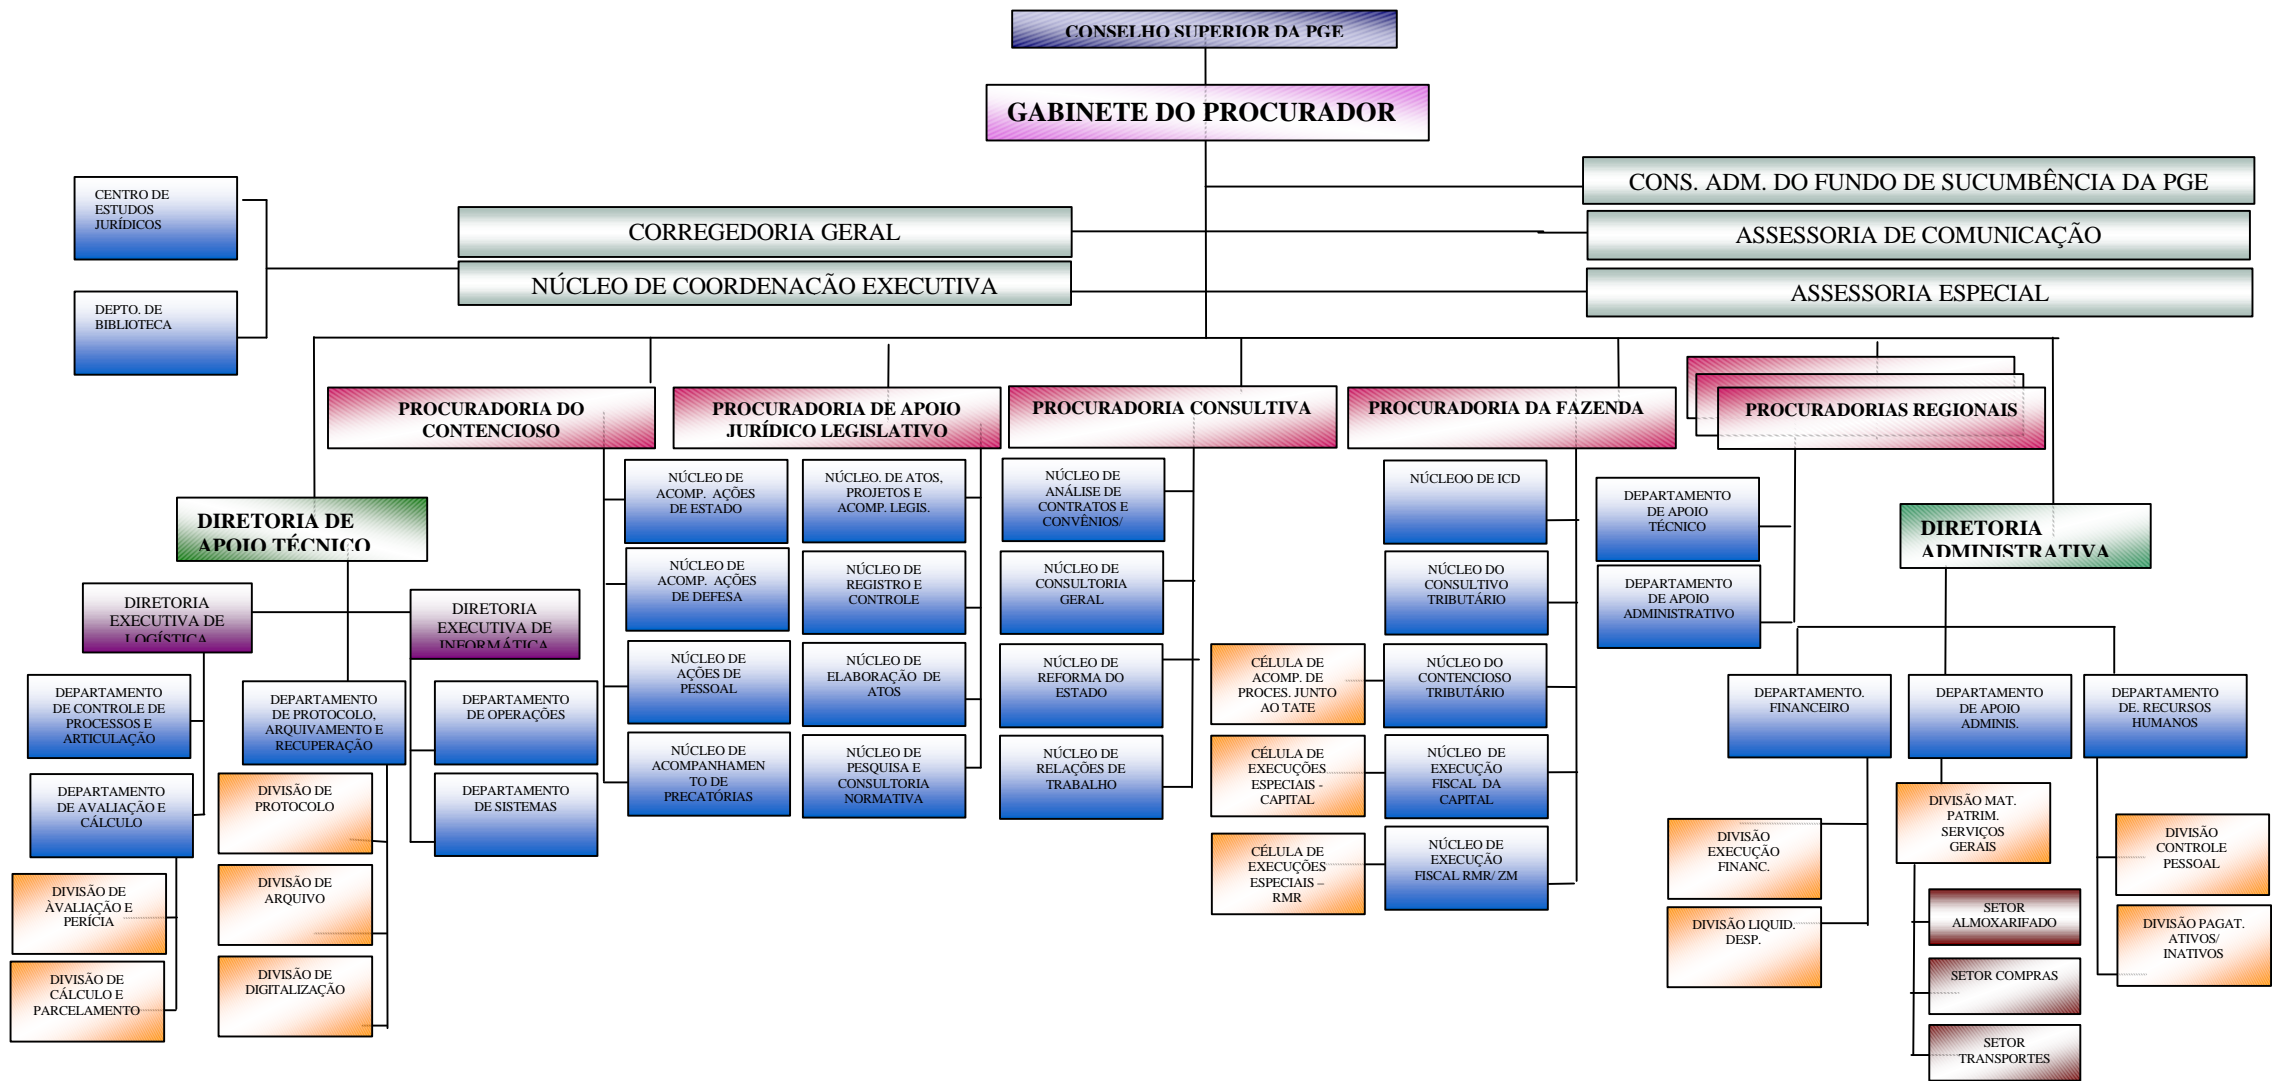 CONSELHO SUPERIOR DA PGE
GABINETE DO PROCURADOR
CENTRO DE
ESTUDOS
JURÍDICOS
CONS. ADM. DO FUNDO DE SUCUMBÊNCIA DA PGE
CORREGEDORIA GERAL
ASSESSORIA DE COMUNICAÇÃO
NÚCLEO DE COORDENACÃO EXECUTIVA
ASSESSORIA ESPECIAL
DEPTO. DE
BIBLIOTECA
PROCURADORIA DO
CONTENCIOSO
PROCURADORIA DE APOIO
JURÍDICO LEGISLATIVO
PROCURADORIA CONSULTIVA
PROCURADORIA DA FAZENDA
PROCURADORIAS REGIONAIS
DIRETORIA DE
APOIO TÉCNICO
DIRETORIA
EXECUTIVA DE
LOGÍSTICA
DIRETORIA
EXECUTIVA DE
INFORMÁTICA
DEPARTAMENTO
DE CONTROLE DE
PROCESSOS E
ARTICULAÇÃO
DEPARTAMENTO
DE PROTOCOLO,
ARQUIVAMENTO E
RECUPERAÇÃO
DEPARTAMENTO
DE OPERAÇÕES
DEPARTAMENTO
DE AVALIAÇÃO E
CÁLCULO
DIVISÃO DE
PROTOCOLO
DEPARTAMENTO
DE SISTEMAS
DIVISÃO DE
ÀVALIAÇÃO E
PERÍCIA
DIVISÃO DE
ARQUIVO
DIVISÃO DE
CÁLCULO E
PARCELAMENTO
DIVISÃO DE
DIGITALIZAÇÃO
NÚCLEO DE
ACOMP. AÇÕES
DE ESTADO
NÚCLEO DE
ACOMP. AÇÕES
DE DEFESA
NÚCLEO DE
AÇÕES DE
PESSOAL
NÚCLEO DE
ACOMPANHAMEN
TO DE
PRECATÓRIAS
NÚCLEO. DE ATOS,
PROJETOS E
ACOMP. LEGIS.
NÚCLEO DE
REGISTRO E
CONTROLE
NÚCLEO DE
ELABORAÇÃO DE
ATOS
NÚCLEO DE
PESQUISA E
CONSULTORIA
NORMATIVA
NÚCLEO DE
ANÁLISE DE
CONTRATOS E
CONVÊNIOS/
NÚCLEO DE
CONSULTORIA
GERAL
NÚCLEO DE
REFORMA DO
ESTADO
NÚCLEO DE
RELAÇÕES DE
TRABALHO
NÚCLEOO DE ICD
NÚCLEO DO
CONSULTIVO
TRIBUTÁRIO
CÉLULA DE
ACOMP. DE
PROCES. JUNTO
AO TATE
NÚCLEO DO
CONTENCIOSO
TRIBUTÁRIO
CÉLULA DE
EXECUÇÕES
ESPECIAIS -
CAPITAL
NÚCLEO DE
EXECUÇÃO
FISCAL DA
CAPITAL
CÉLULA DE
EXECUÇÕES
ESPECIAIS –
RMR
NÚCLEO DE
EXECUÇÃO
FISCAL RMR/ ZM
DEPARTAMENTO
DE APOIO
TÉCNICO
DEPARTAMENTO
DE APOIO
ADMINISTRATIVO
DIRETORIA
ADMINISTRATIVA
DEPARTAMENTO.
FINANCEIRO
DEPARTAMENTO
DE APOIO
ADMINIS.
DEPARTAMENTO
DE. RECURSOS
HUMANOS
DIVISÃO
EXECUÇÃO
FINANC.
DIVISÃO LIQUID.
DESP.
DIVISÃO MAT.
PATRIM.
SERVIÇOS
GERAIS
SETOR
ALMOXARIFADO
SETOR COMPRAS
SETOR
TRANSPORTES
DIVISÃO
CONTROLE
PESSOAL
DIVISÃO PAGAT.
ATIVOS/
INATIVOS